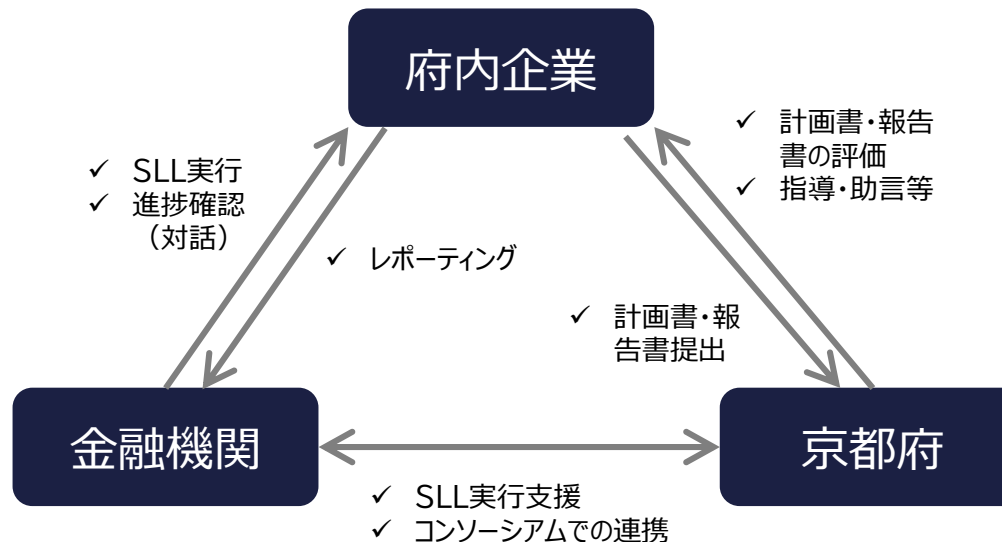 府内企業
✓ SLL実行
✓ 進捗確認
(対話)
✓ レポーティング
✓ 計画書・報告
書の評価
✓ 指導・助言等
✓ 計画書・報
告書提出
金融機関
京都府
✓ SLL実行支援
✓ コンソーシアムでの連携